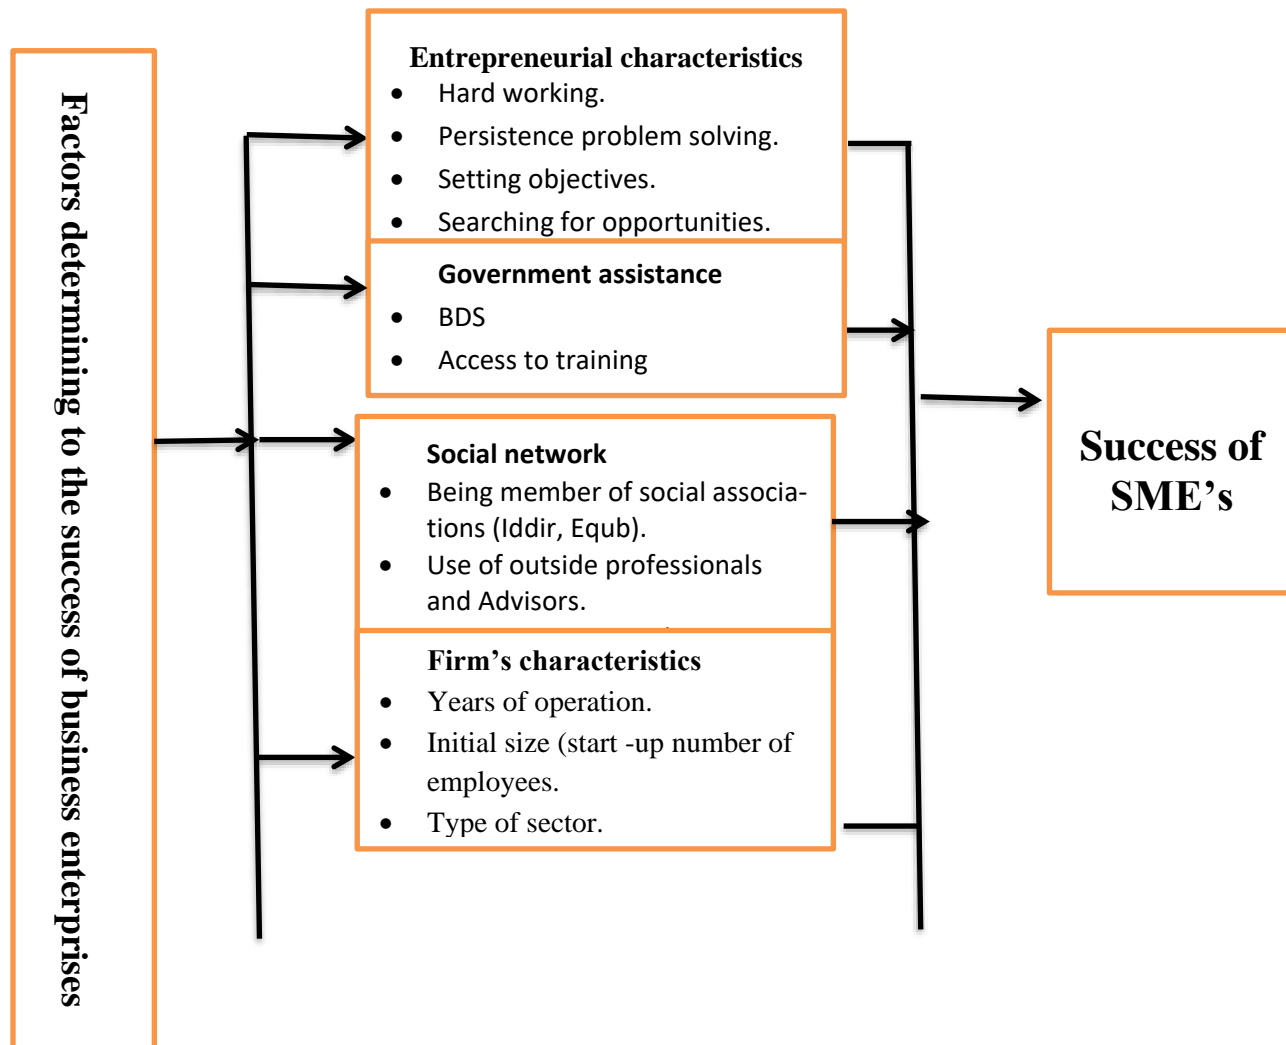 Factors determining to the success of business enterprises
Entrepreneurial characteristics
• Hard working.
• Persistence problem solving.
• Setting objectives.
• Searching for opportunities.
Government assistance
• BDS
• Access to training
Social network
• Being member of social associa-
tions (Iddir, Equb).
• Use of outside professionals
and Advisors.
Firm’s characteristics
• Years of operation.
• Initial size (start -up number of
employees.
• Type of sector.
Success of
SME’s